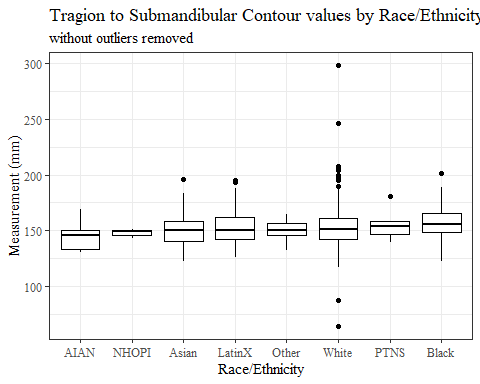 Tragion to Submandibular Contour values by Race/Ethnicity
without outliers removed
300
250
200
150
100
Measurement (mm)
AIAN NHOPI Asian LatinX Other White PTNS Black
Race/Ethnicity